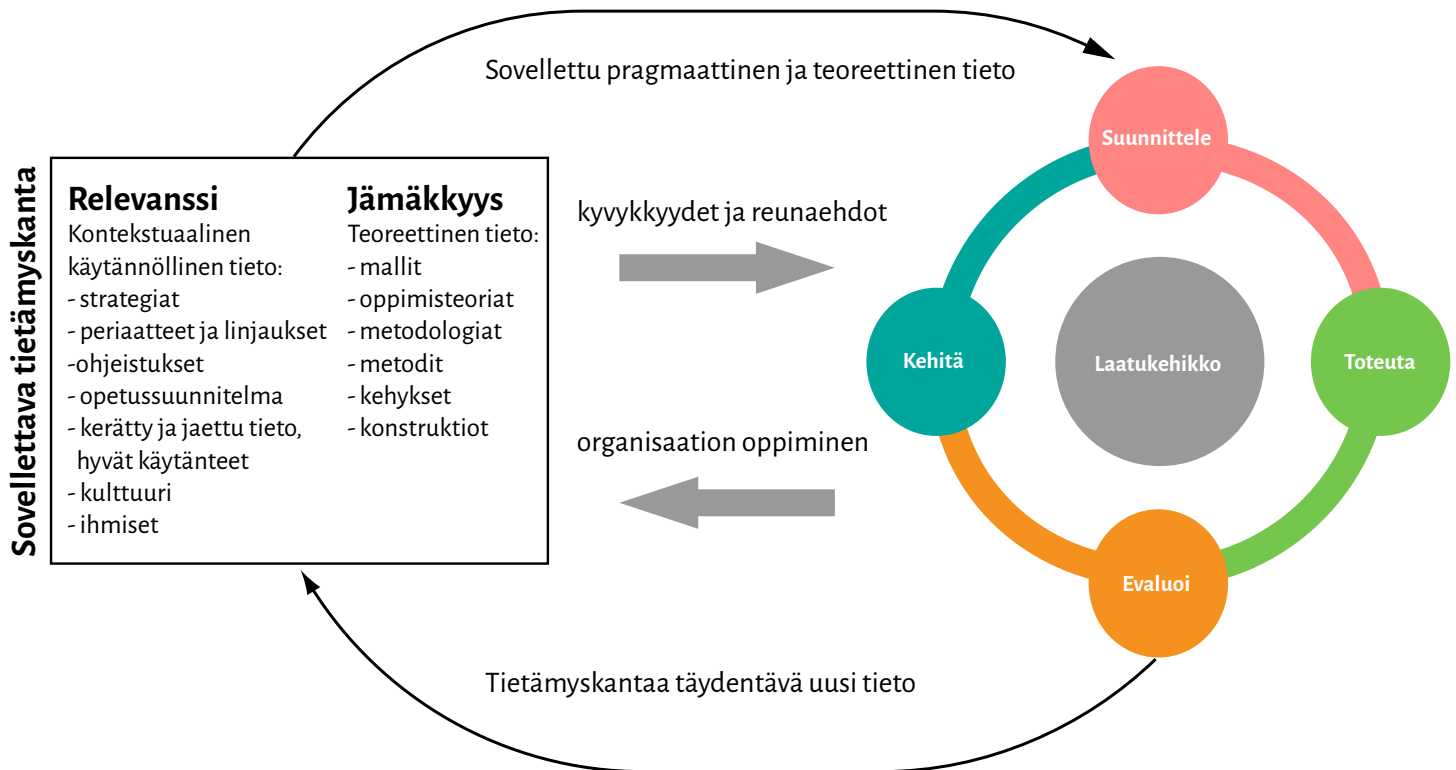 Sovellettu pragmaattinen ja teoreettinen tieto
Sovellettava tietämyskanta
Relevanssi
Kontekstuaalinen
käytännöllinen tieto:
- strategiat
- periaatteet ja linjaukset
-ohjeistukset
- opetussuunnitelma
- kerätty ja jaettu tieto,
hyvät käytänteet
- kulttuuri
- ihmiset
Jämäkkyys
Teoreettinen tieto:
- mallit
- oppimisteoriat
- metodologiat
- metodit
- kehykset
- konstruktiot
kyvykkyydet ja reunaehdot
organisaation oppiminen
Suunnittele
Kehitä
Laatukehikko
Toteuta
Evaluoi
Tietämyskantaa täydentävä uusi tieto